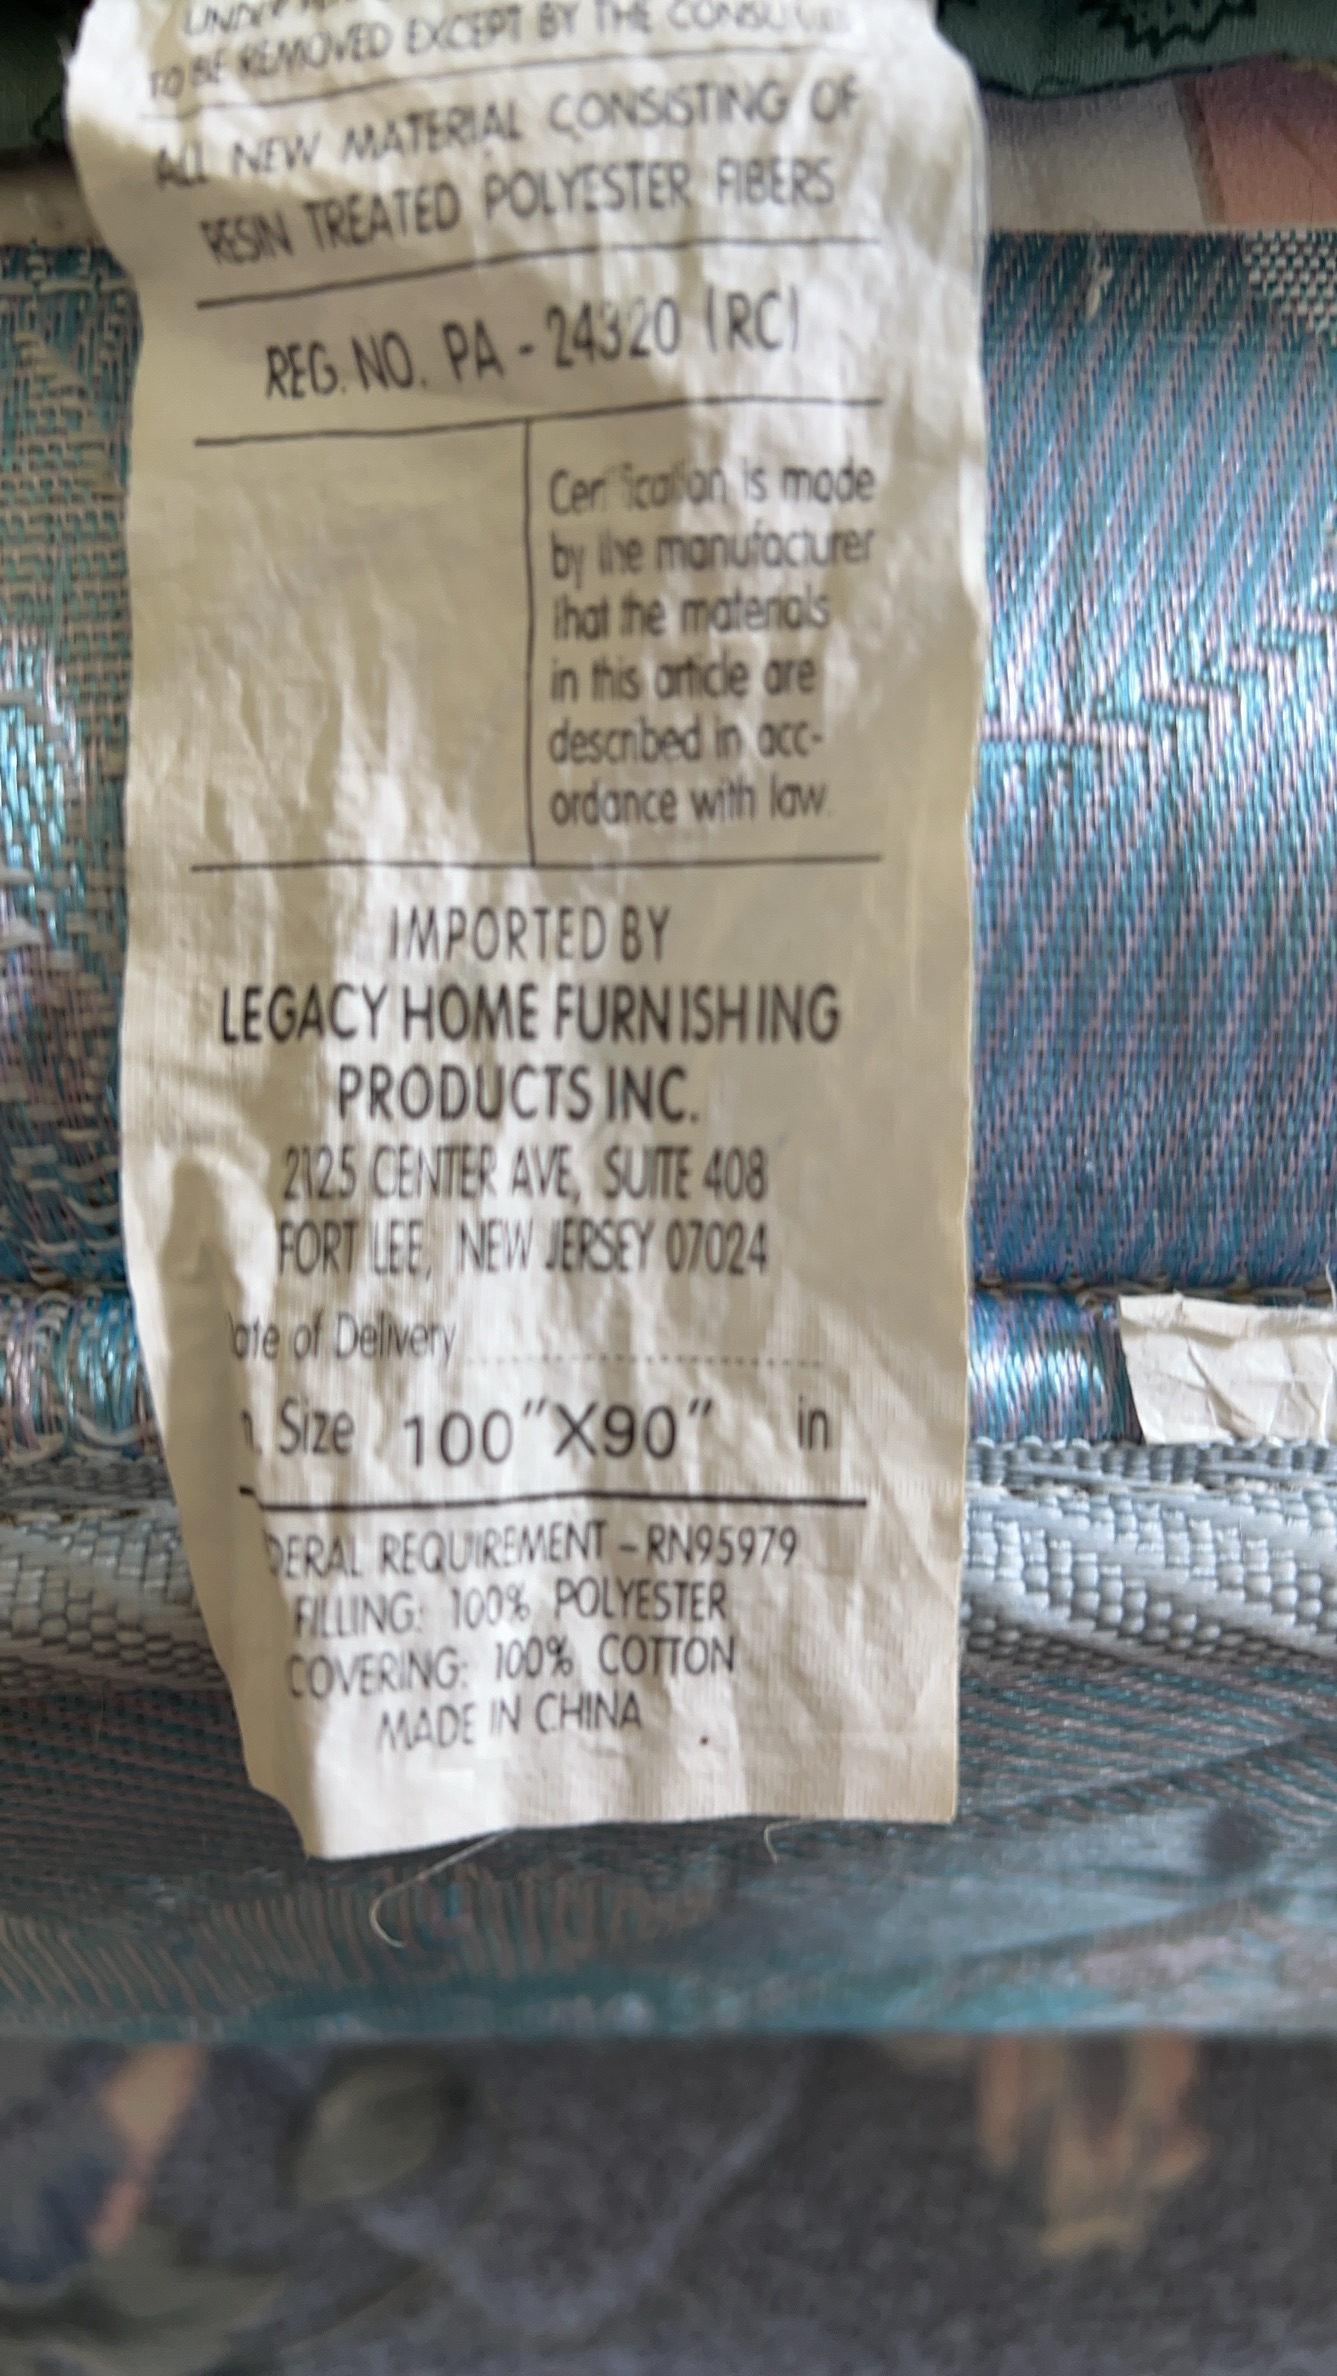 TO BE REMOVED EXCEPT BY THE
ALL NEW MATERIAL CONSISTING OF
RESIN TREATED POLYESTER FIBERS
REG. NO. PA - 24320 (RC)
is made
by the manufacturer
that the materials
in this article are
described in acc-
ordance with law.
IMPORTED BY
LEGACY HOME FURNISHING
PRODUCTS INC.
2125 CENTER AVE, SUITE 408
FORT LEE, NEW JERSEY 07024
ate of Delivery
Size 100"X90" in
DERAL REQUIREMENT – RN95979
FILLING: 100% POLYESTER
COVERING: 100% COTTON
MADE IN CHINA